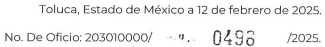 Toluca, Estado de México a 12 de febrero de 2025.
No. De Oficio: 203010000/ 0496 /2025.